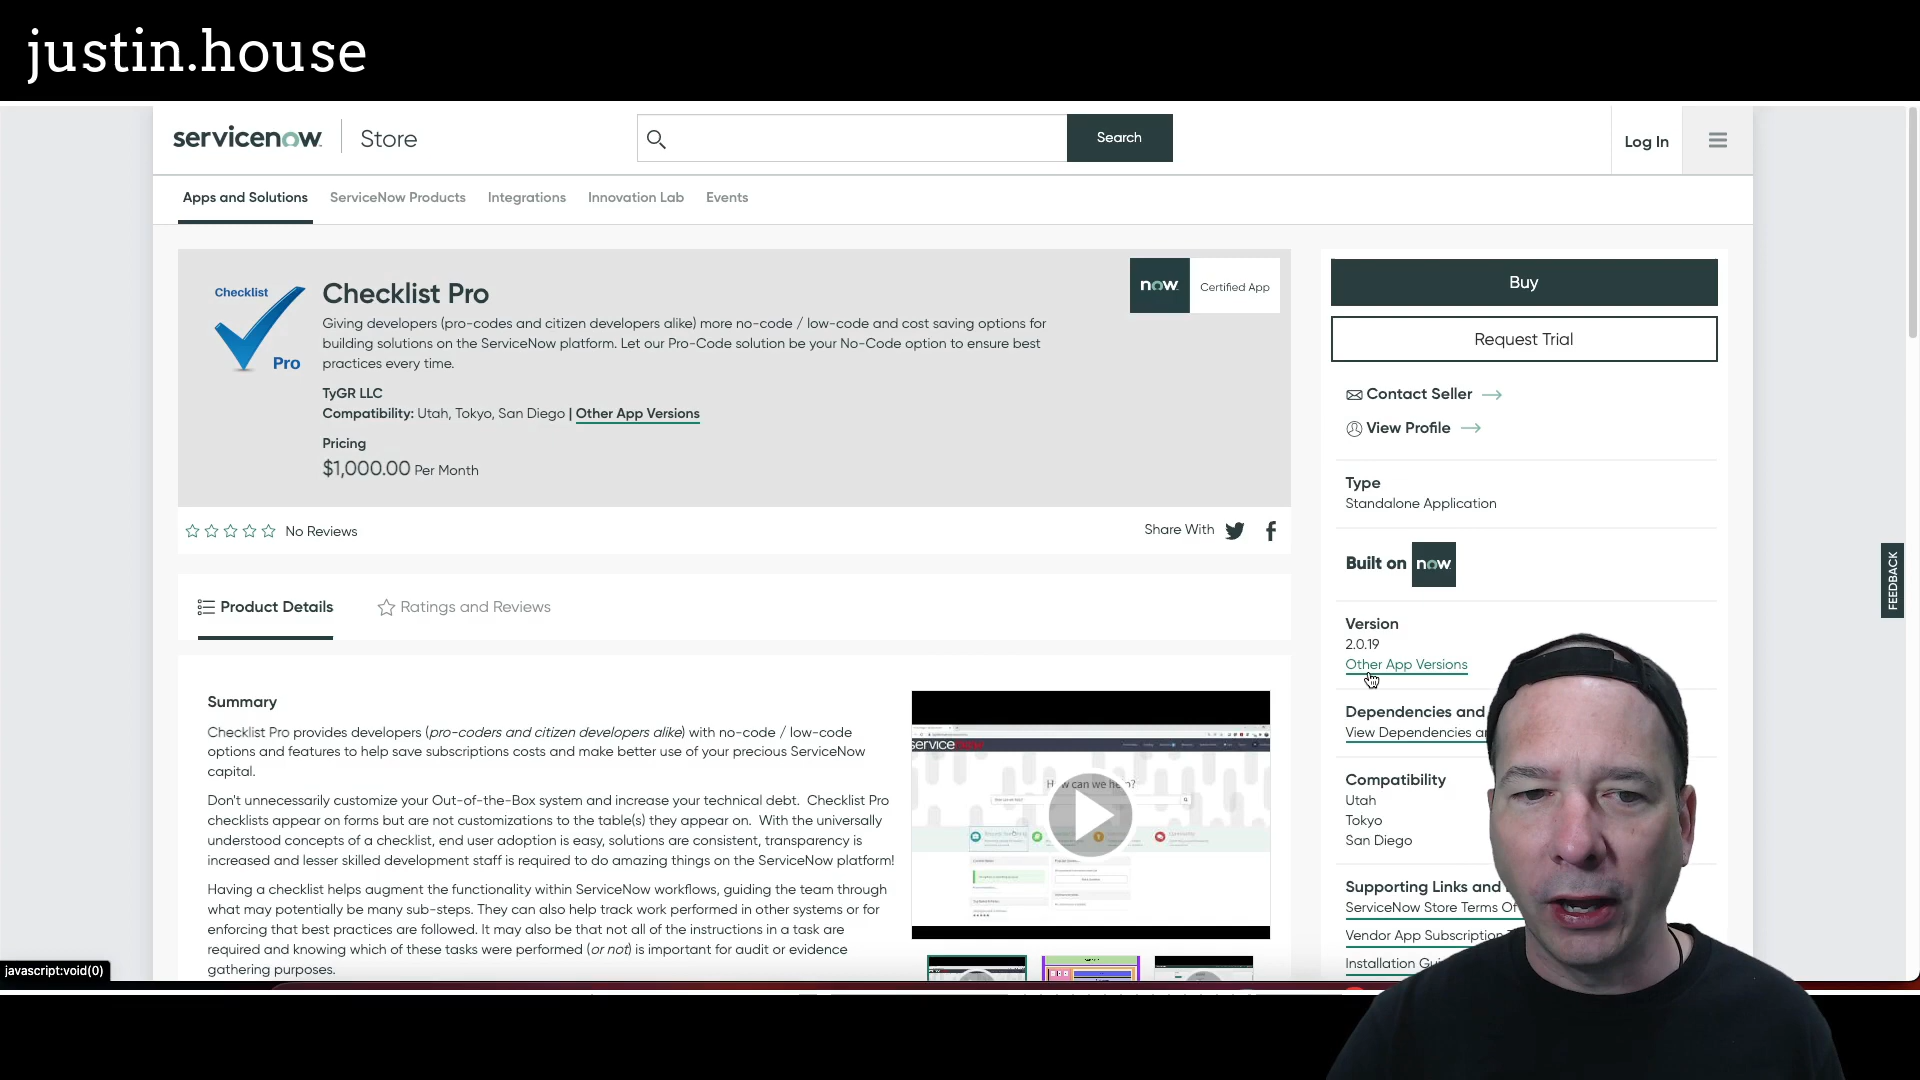 justin.house
servicenow Store
Search
Log In
Apps and Solutions
ServiceNow Products
Integrations
Innovation Lab
Events
Checklist
Pro
Checklist Pro
Giving developers (pro-codes and citizen developers alike) more no-code / low-code and cost saving options for
building solutions on the ServiceNow platform. Let our Pro-Code solution be your No-Code option to ensure best
practices every time.
TyGR LLC
Compatibility: Utah, Tokyo, San Diego | Other App Versions
Pricing
$1,000.00 Per Month
now
Certified App
Buy
Request Trial
Contact Seller
View Profile
Type
Standalone Application
Built on now
Version
2.0.19
Other App Versions
Dependencies and
View Dependencies
Compatibility
Utah
Tokyo
San Diego
Supporting Links and
ServiceNow Store Terms Of
Vendor App Subscription
Installation
FEEDBACK
No Reviews
Share With
Product Details
Ratings and Reviews
Summary
Checklist Pro provides developers (pro-coders and citizen developers alike) with no-code / low-code
options and features to help save subscriptions costs and make better use of your precious ServiceNow
capital.
Don't unnecessarily customize your Out-of-the-Box system and increase your technical debt. Checklist Pro
checklists appear on forms but are not customizations to the table(s) they appear on. With the universally
understood concepts of a checklist, end user adoption is easy, solutions are consistent, transparency is
increased and lesser skilled development staff is required to do amazing things on the ServiceNow platform!
Having a checklist helps augment the functionality within ServiceNow workflows, guiding the team through
what may potentially be many sub-steps. They can also help track work performed in other systems or for
enforcing that best practices are followed. It may also be that not all of the instructions in a task are
required and knowing which of these tasks were performed (or not) is important for audit or evidence
gathering purposes.
javascript:void(0)